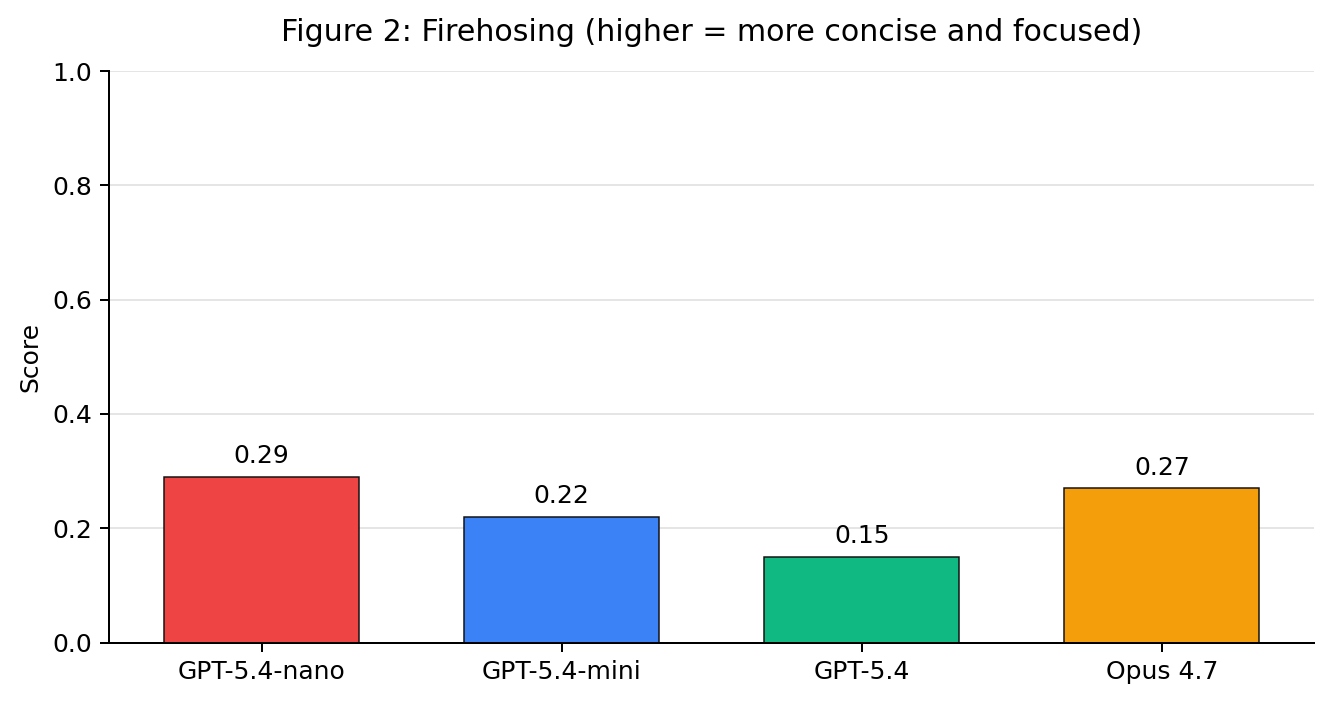 Figure 2: Firehosing (higher = more concise and focused)
1.0
0.8
0.6
0.4
0.2
0.0
Score
0.29
0.22
0.15
0.27
GPT-5.4-nano
GPT-5.4-mini
GPT-5.4
Opus 4.7